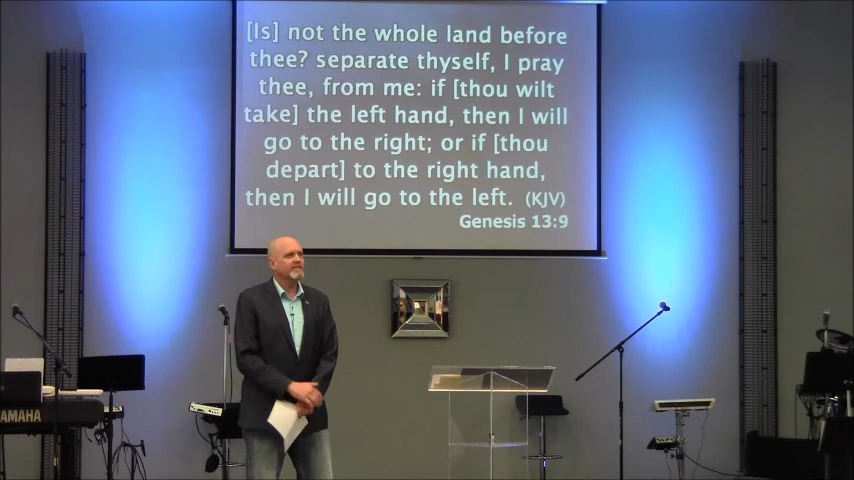 [Is] not the whole land before
thee? separate thyself, I pray
thee, from me: if [thou wilt
take] the left hand, then I will
go to the right; or if [thou
depart] to the right hand,
then I will go to the left. (KJV)
Genesis 13:9
YAMAHA